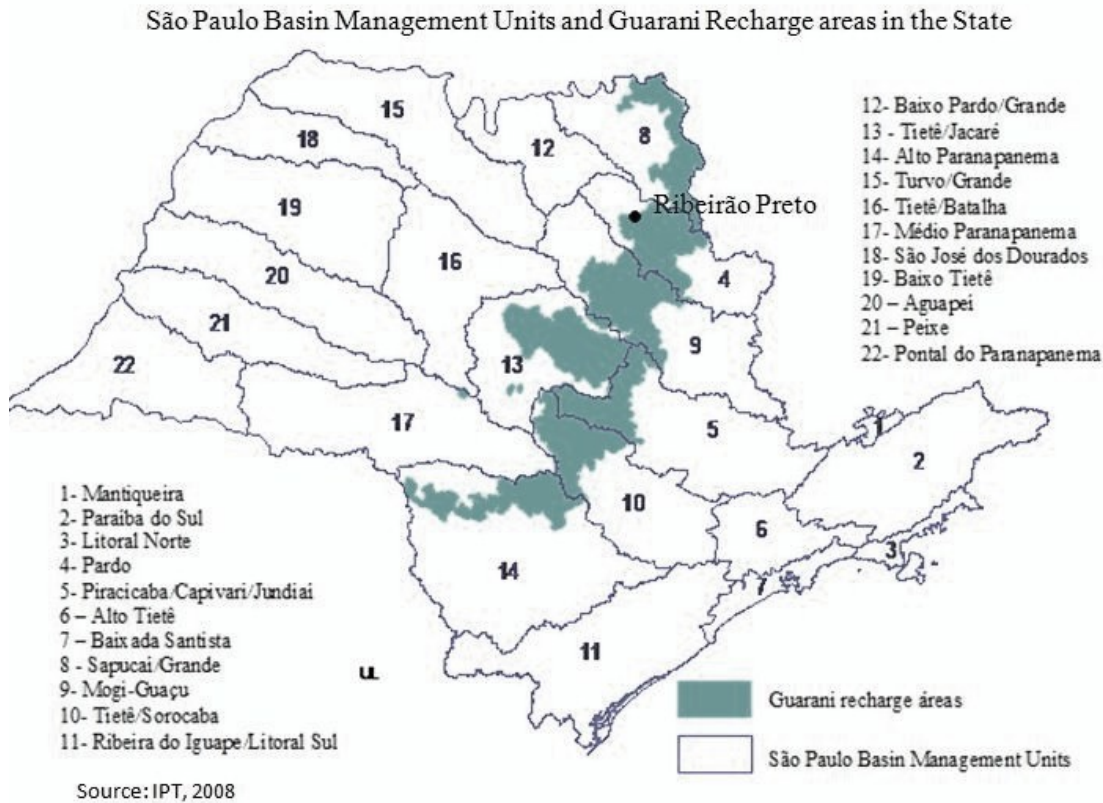 São Paulo Basin Management Units and Guarani Recharge areas in the State
15
18
12
8
19
Ribeirão Preto
16
20
4
21
9
22
13
17
5
1
2
10
6
3
14
7
11
12- Baixo Pardo/Grande
13 - Tietê/Jacaré
14- Alto Paranapanema
15- Turvo/Grande
16- Tietê/Batalha
17- Médio Paranapanema
18- São José dos Dourados
19- Baixo Tietê
20 – Aguapei
21 – Peixe
22- Pontal do Paranapanema
1- Mantiqueira
2- Paraiba do Sul
3- Litoral Norte
4- Pardo
5- Piracicaba/Capivari/Jundiai
6 – Alto Tietê
7 – Baixada Santista
8 - Sapucai/Grande
9- Mogi-Guaçu
10- Tietê/Sorocaba
11- Ribeira do Iguape/Litoral Sul
Guarani recharge áreas
São Paulo Basin Management Units
Source: IPT, 2008